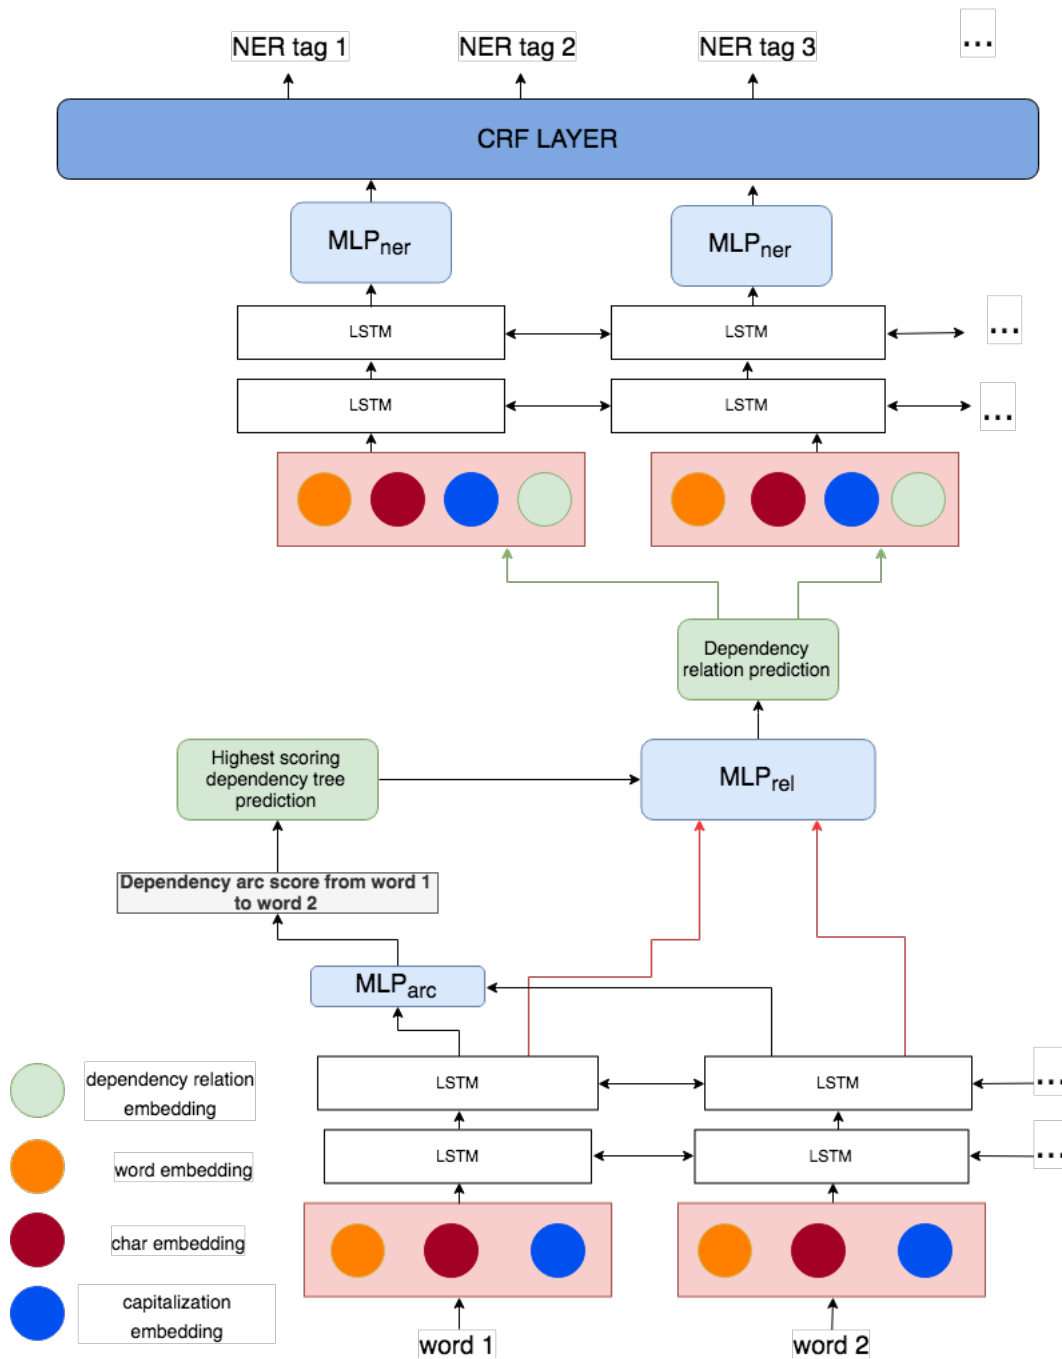 NER tag 1
NER tag 2
NER tag 3
...
CRF LAYER
MLPner
MLPner
LSTM
LSTM
...
LSTM
LSTM
...
Dependency
relation prediction
Highest scoring
dependency tree
prediction
MLPrel
Dependency arc score from word 1
to word 2
MLParc
LSTM
LSTM
...
LSTM
LSTM
...
dependency relation
embedding
word embedding
char embedding
capitalization
embedding
word 1
word 2